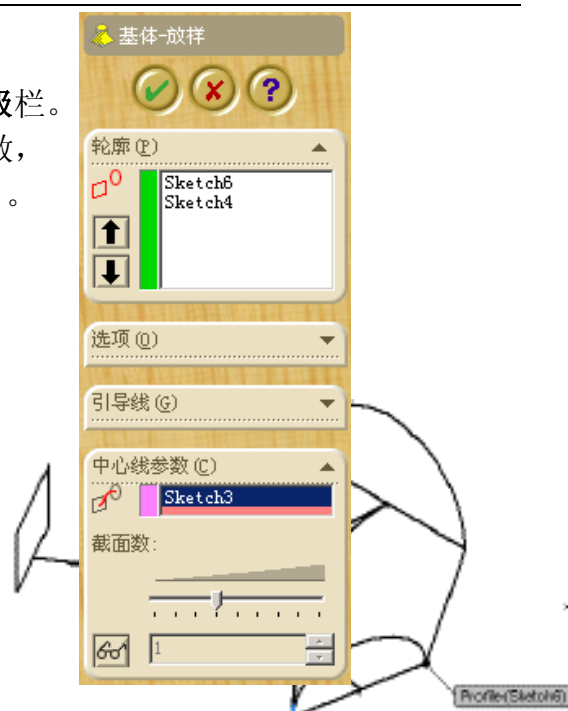 基体-放样
级栏。
数，
。
轮廓(P)
Sketch6
Sketch4
选项(O)
引导线(G)
中心线参数(C)
Sketch3
截面数:
1
Profile(Sketch6)